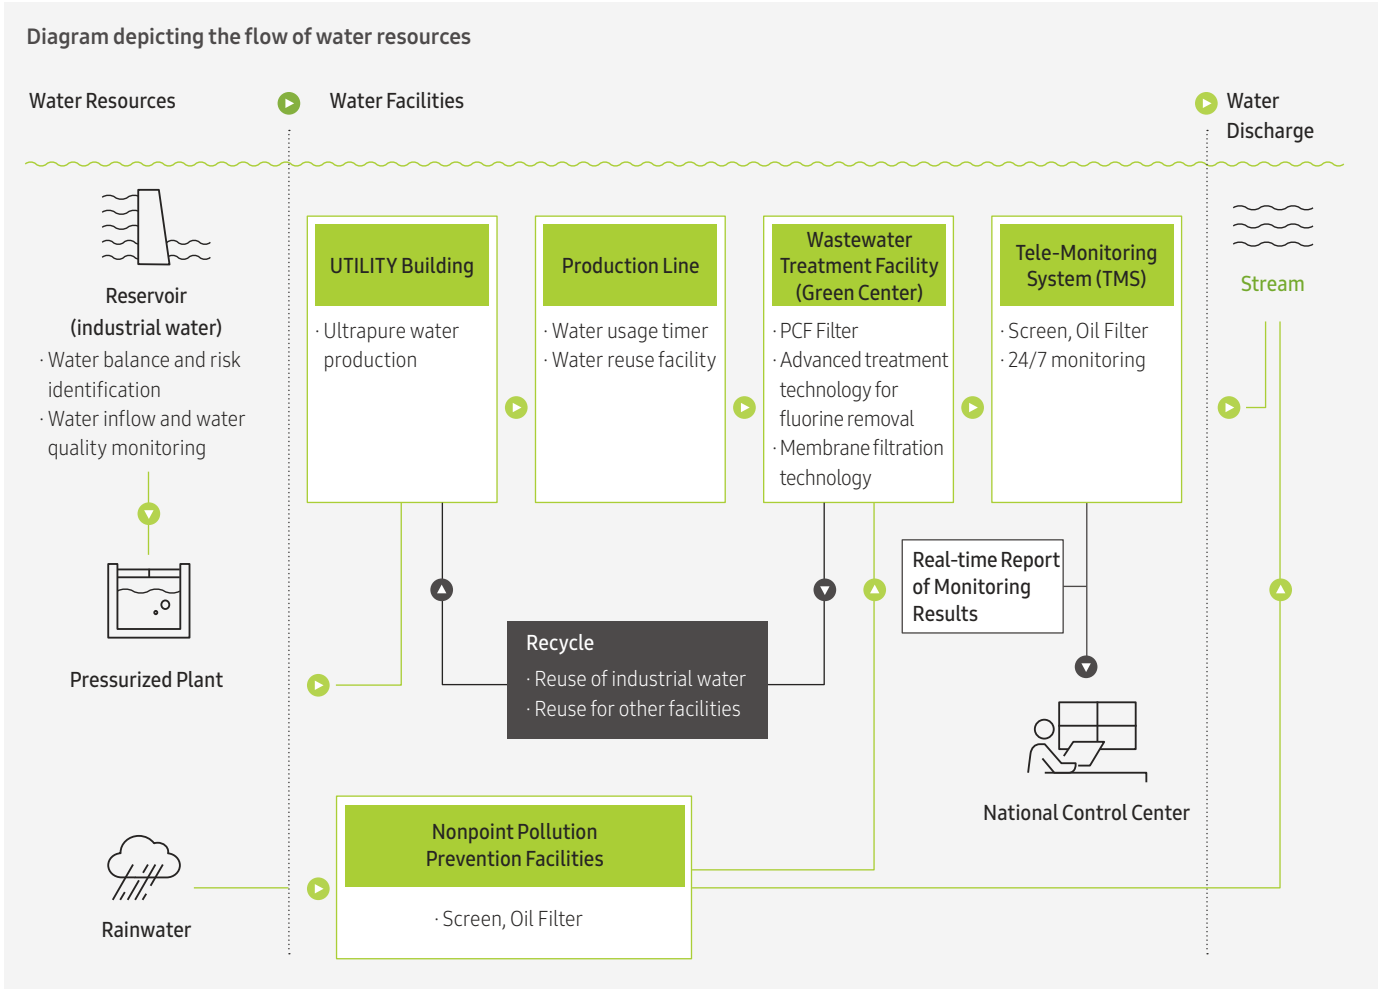 Diagram depicting the flow of water resources
Water Resources
Water Facilities
Water
Discharge
Reservoir
(industrial water)
· Water balance and risk
identification
· Water inflow and water
quality monitoring
Pressurized Plant
Rainwater
UTILITY Building
· Ultrapure water
production
Production Line
· Water usage timer
· Water reuse facility
Wastewater
Treatment Facility
(Green Center)
· PCF Filter
· Advanced treatment
technology for
fluorine removal
· Membrane filtration
technology
Tele-Monitoring
System (TMS)
· Screen, Oil Filter
· 24/7 monitoring
Stream
Recycle
· Reuse of industrial water
· Reuse for other facilities
Real-time Report
of Monitoring
Results
National Control Center
Nonpoint Pollution
Prevention Facilities
· Screen, Oil Filter